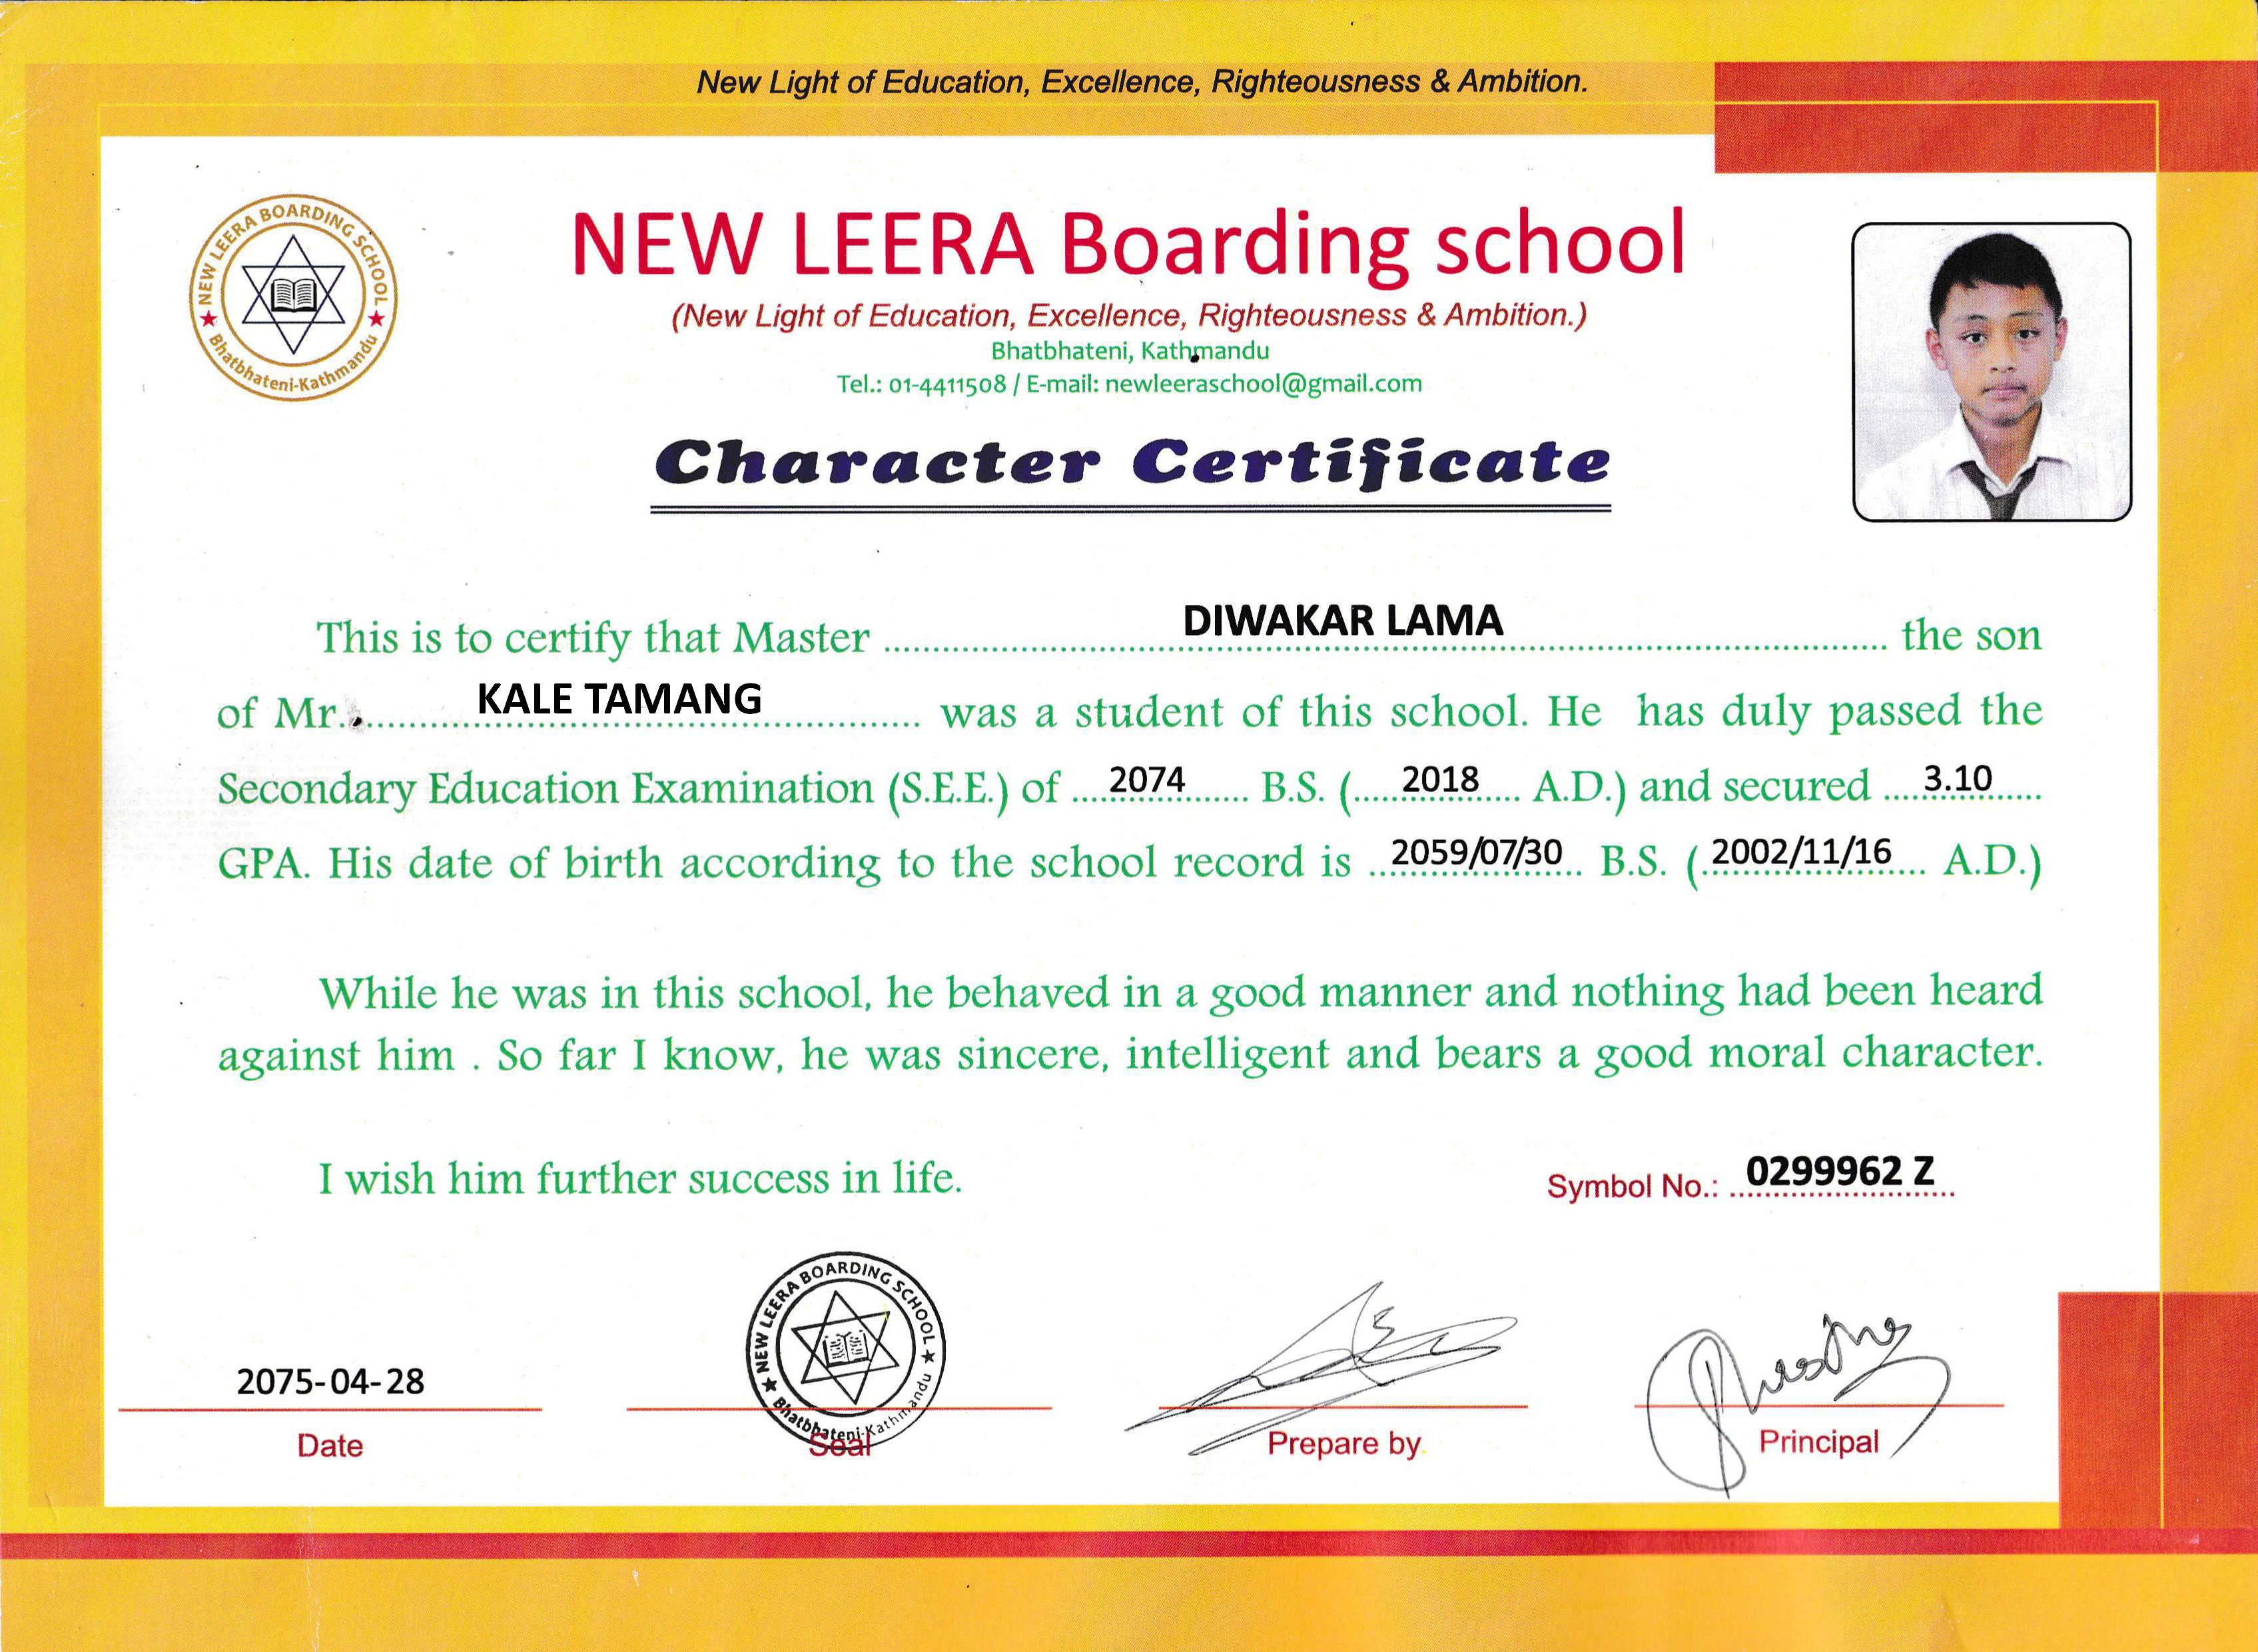 New Light of Education, Excellence, Righteousness & Ambition.
NEW LEERA BOARDING SCHOOL
Bhatbhateni-Kathmandu
NEW LEERA Boarding school
(New Light of Education, Excellence, Righteousness & Ambition.)
Bhatbhateni, Kathmandu
Tel.: 01-4411508 / E-mail: newleeraschool@gmail.com
Character Certificate
This is to certify that Master DIWAKAR LAMA the son
of Mr. KALE TAMANG was a student of this school. He has duly passed the
Secondary Education Examination (S.E.E.) of 2074 B.S. ( 2018 A.D.) and secured 3.10
GPA. His date of birth according to the school record is 2059/07/30 B.S. ( 2002/11/16 A.D.)
While he was in this school, he behaved in a good manner and nothing had been heard
against him . So far I know, he was sincere, intelligent and bears a good moral character.
I wish him further success in life.
Symbol No.: 0299962 Z
NEW LEERA BOARDING SCHOOL
Bhatbhateni-Kathmandu
2075-04-28
Date
Seal
Prepare by
Principal